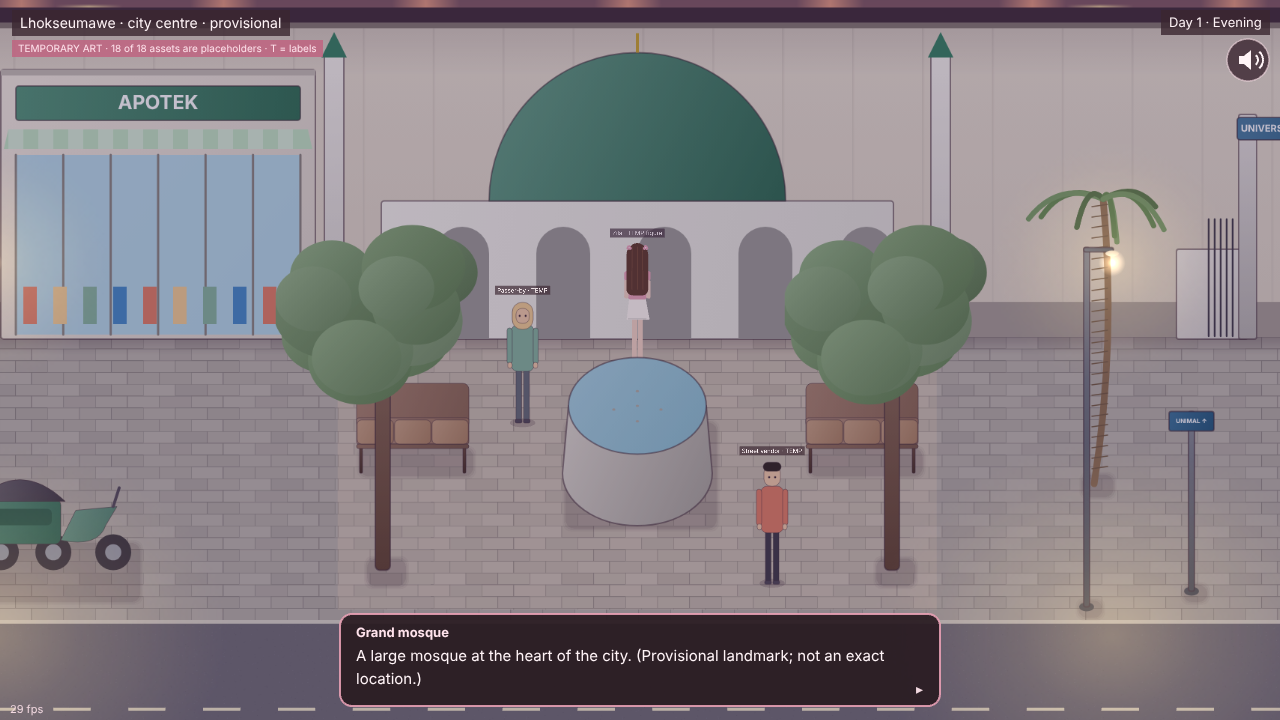 Lhokseumawe · city centre · provisional
Day 1 · Evening
TEMPORARY ART · 18 of 18 assets are placeholders · T = labels
APOTEK
UNIVERS
TEMP figure
Passer-by · TEMP
UNIMAL
Street vendor · TEMP
Grand mosque
A large mosque at the heart of the city. (Provisional landmark; not an exact
location.)
29 fps